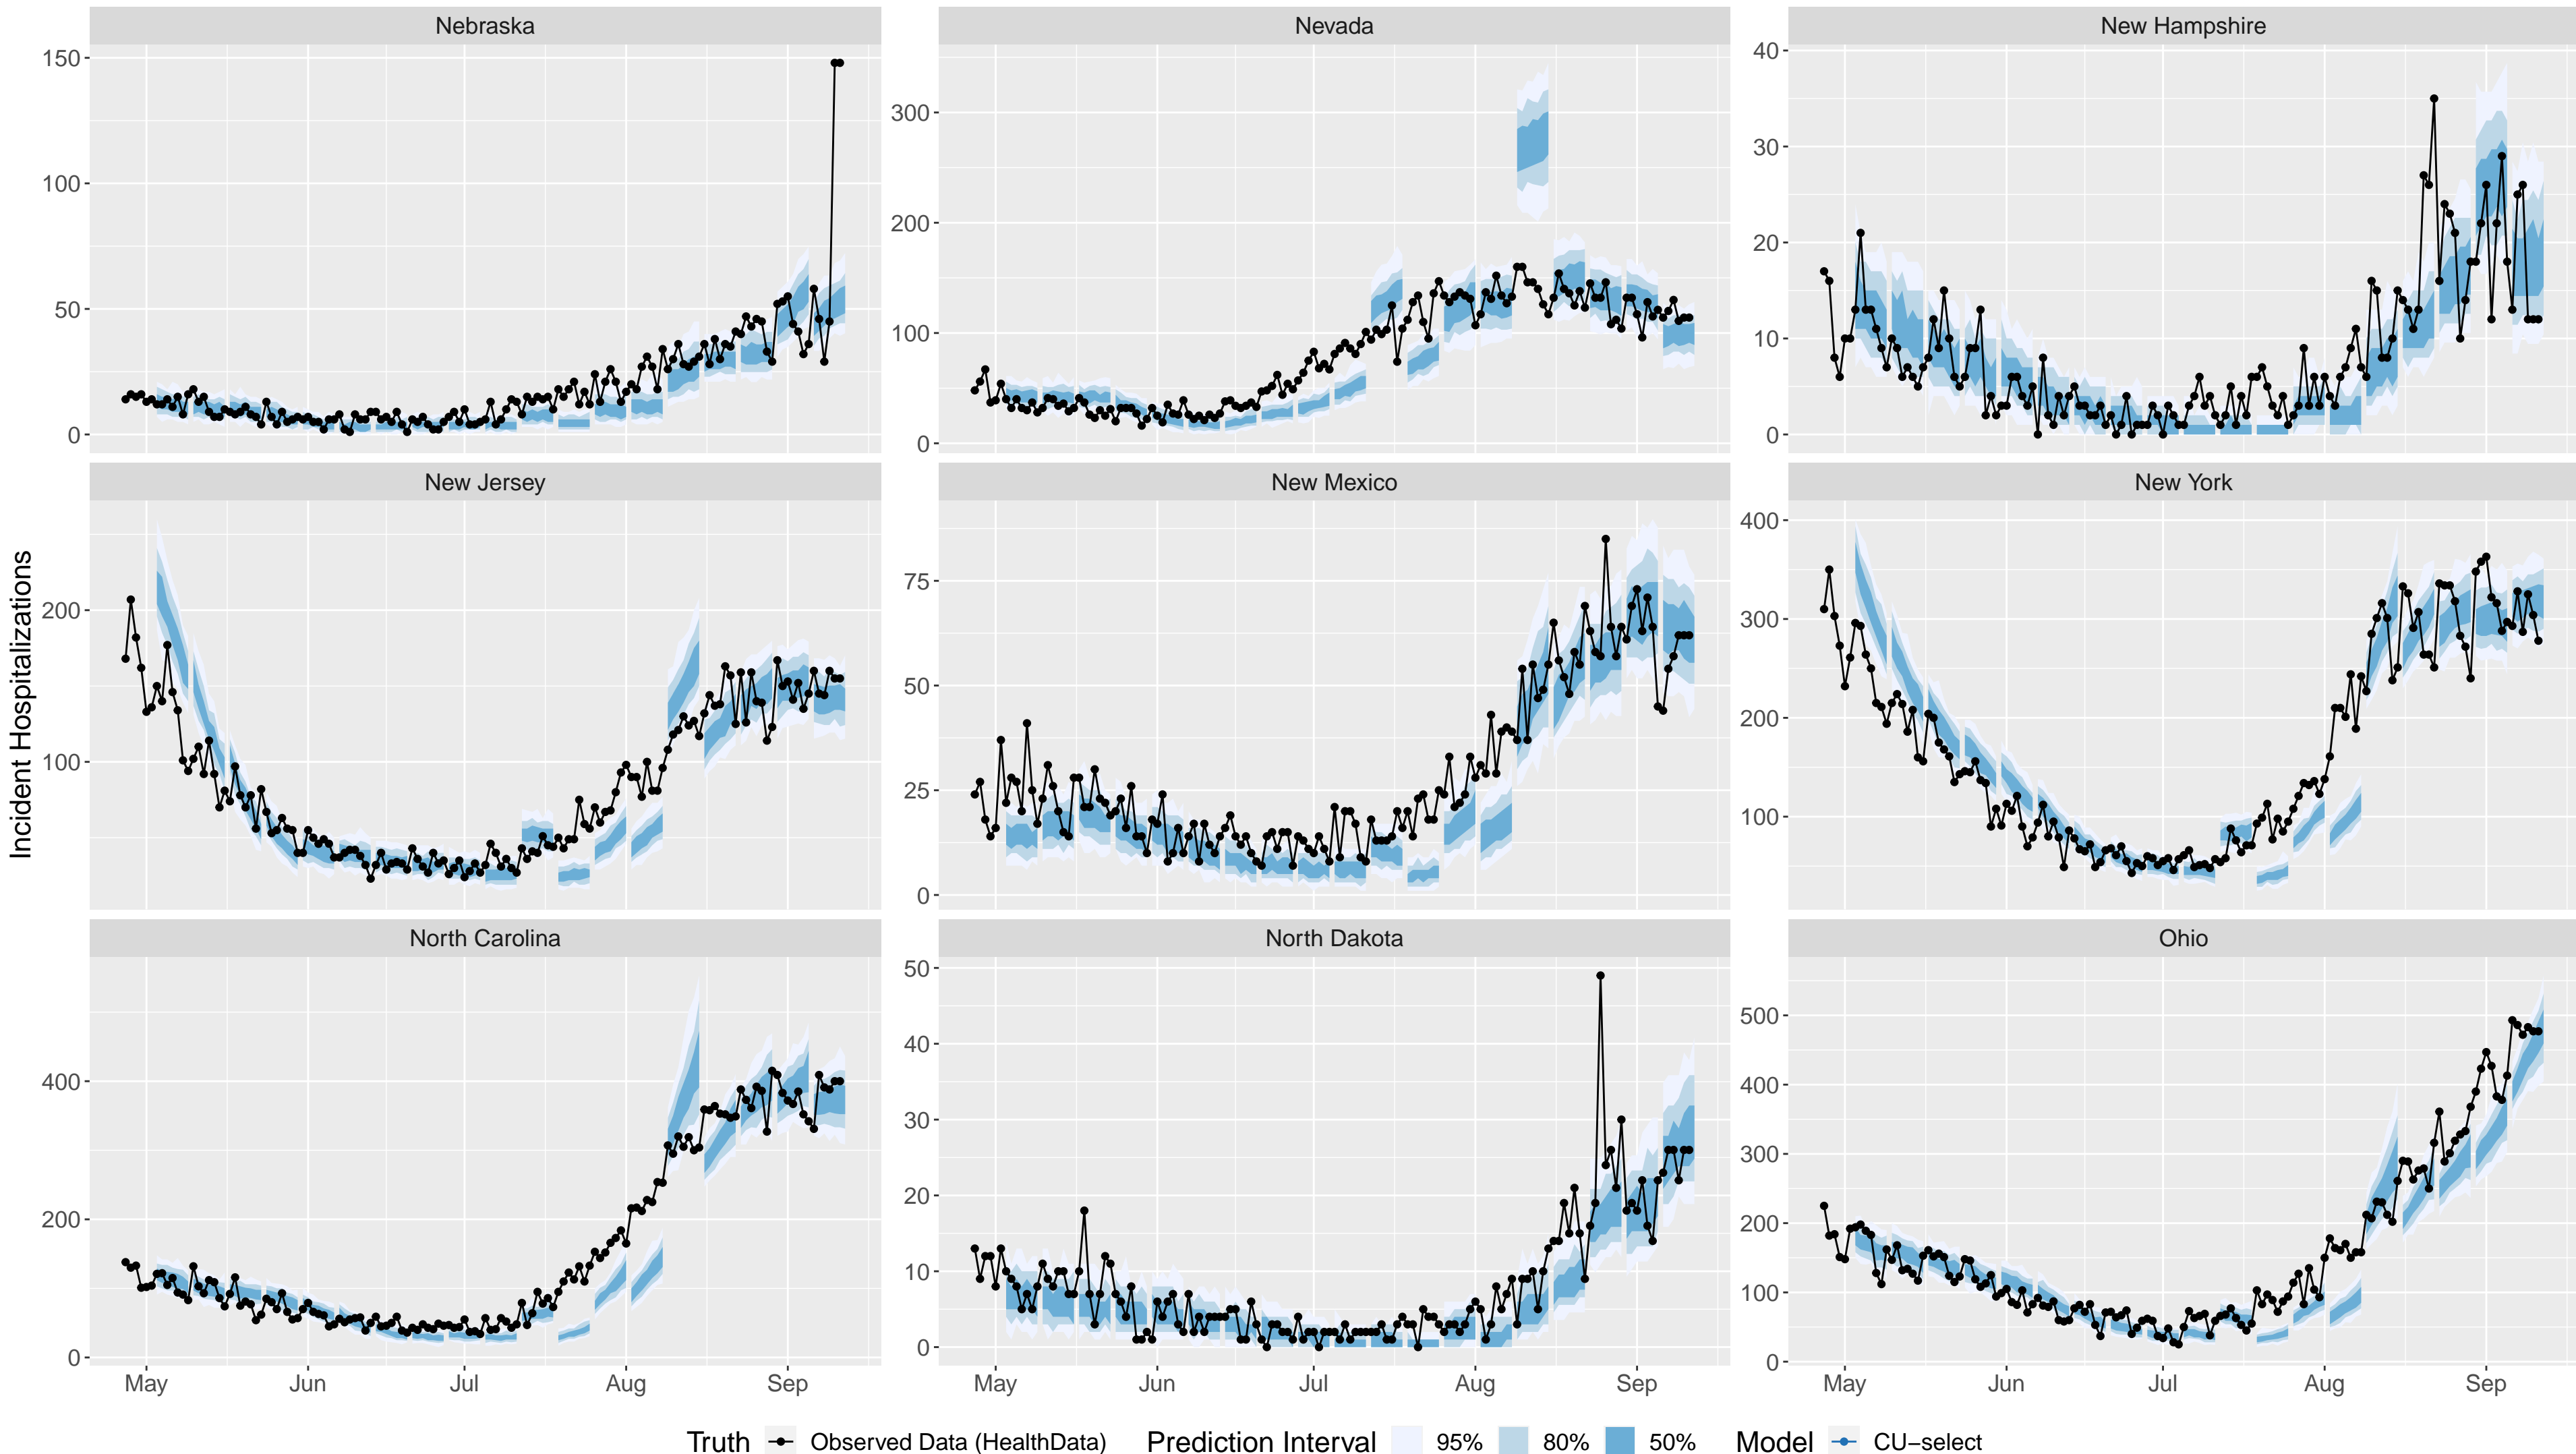 Nebraska
Nevada
New Hampshire
150
100
50
0
300
200
100
0
40
30
20
10
0
New Jersey
New Mexico
New York
Incident Hospitalizations
200
100
75
50
25
0
400
300
200
100
North Carolina
North Dakota
Ohio
400
200
0
50
40
30
20
10
0
500
400
300
200
100
0
May Jun Jul Aug Sep
May Jun Jul Aug Sep
May Jun Jul Aug Sep
Truth Observed Data (HealthData) Prediction Interval 95% 80% 50% Model CU−select